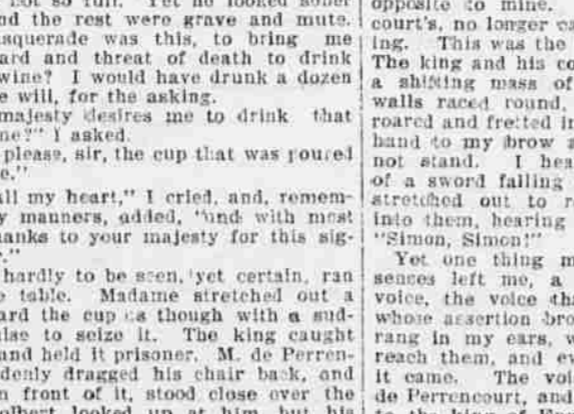 not so full. Yet he looked sober
nd the rest were grave and mute.
squerade was this, to bring me
ard and threat of death to drink
wine? I would have drunk a dozen
e will, for the asking.
majesty desires me to drink that
ne?" I asked.
please, sir, the cup that was poured
e."
all my heart," I cried, and, remem-
y manners, added, "and with most
hanks to your majesty for this sig-
."
hardly to be seen, yet certain, ran
e table. Madame stretched out a
ard the cup as though with a sud-
ulse to seize it. The king caught
and held it prisoner. M. de Perren-
denly dragged his chair back, and
n front of it, stood close over the
olbert looked up at him, but his
opposite to mine.
court's, no longer ca
ing. This was the
The king and his co
a shifting mass of
walls raced round,
roared and fretted in
hand to my brow a
not stand. I hea
of a sword falling
stretched out to r
into them, hearing
"Simon, Simon!"
Yet one thing m
sences left me, a
voice, the voice tha
whose assertion bro
rang in my ears, w
reach them, and ev
it came. The voi
de Perrencourt, and
to the king of